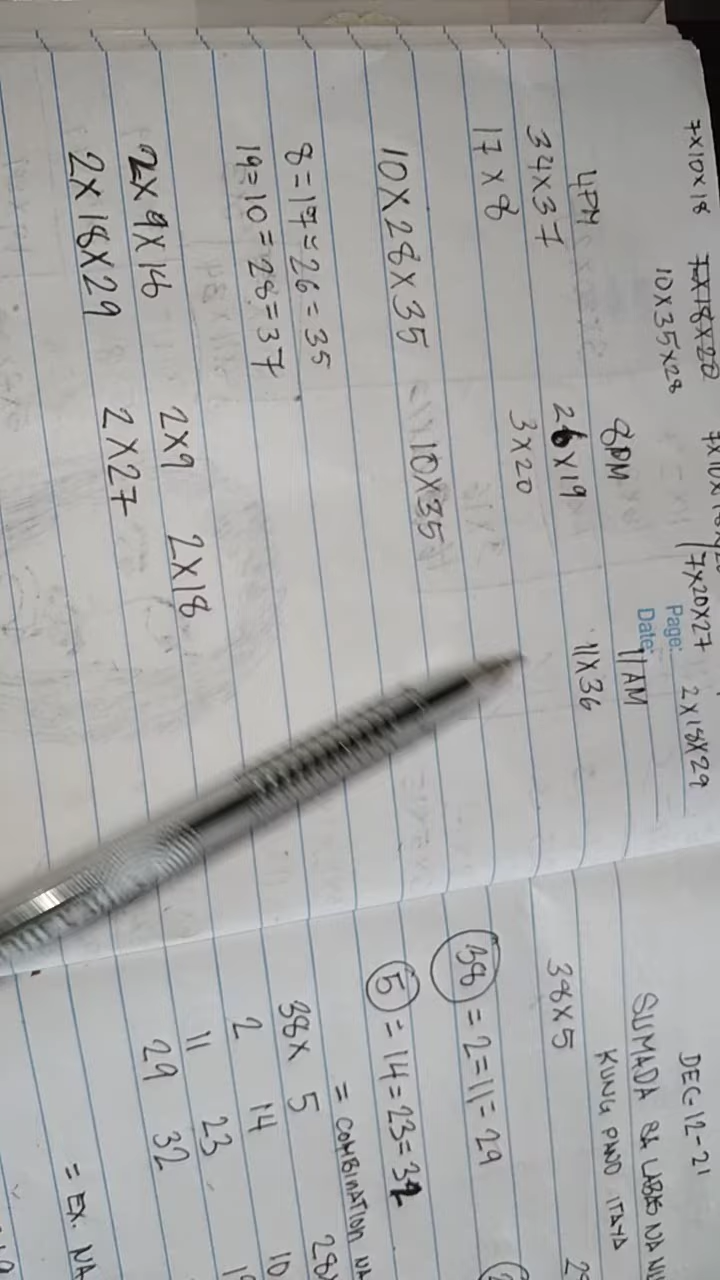 7X10X18 7X18X20
10X35X28
7X20X27 2X18X29
Page:
Date:
4PM 8PM 11AM
34X37 26X19 11X36
17X8 3X20
10X28X35 10X35
8=17=26=35
19=10=28=37
2X9X18 2X9 2X18
2X18X29 2X27
DEC-12-21
SUMADA SA LABAS NA
KUNG PANO ITAYA
38X5
38=2=11=29
5=14=23=32
= COMBINATION NA
38X 5
2 14
11 23
29 32
= EX. NA